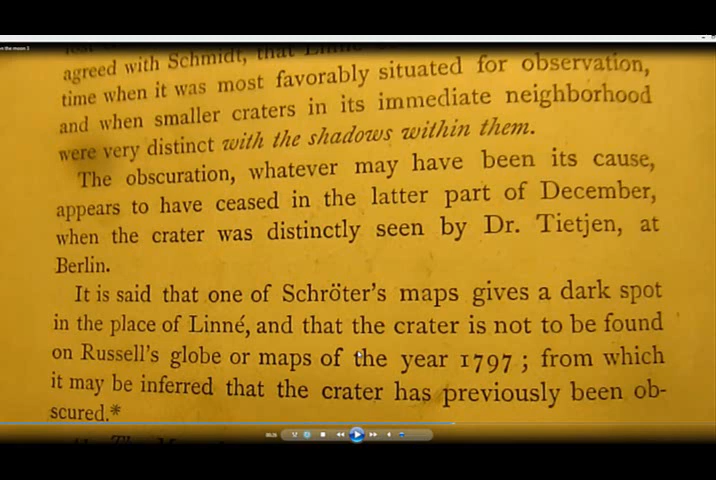 agreed with Schmidt, that Linné
time when it was most favorably situated for observation,
and when smaller craters in its immediate neighborhood
were very distinct with the shadows within them.
The obscuration, whatever may have been its cause,
appears to have ceased in the latter part of December,
when the crater was distinctly seen by Dr. Tietjen, at
Berlin.
It is said that one of Schröter's maps gives a dark spot
in the place of Linné, and that the crater is not to be found
on Russell's globe or maps of the year 1797 ; from which
it may be inferred that the crater has previously been ob-
scured.*